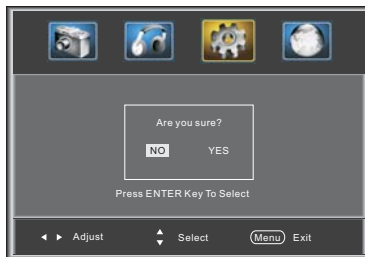 Are you sure?
NO YES
Press ENTER Key To Select
Adjust Select Menu Exit